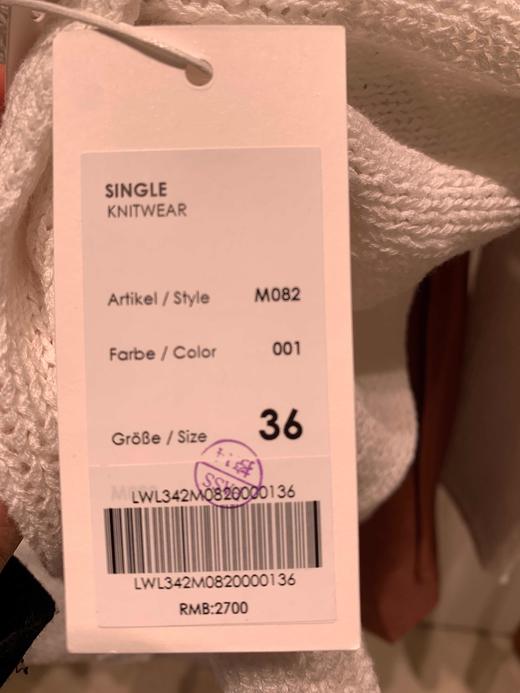 SINGLE
KNITWEAR
Artikel / Style M082
Farbe / Color 001
Größe / Size 36
LWL342M0820000136
LWL342M0820000136
RMB:2700